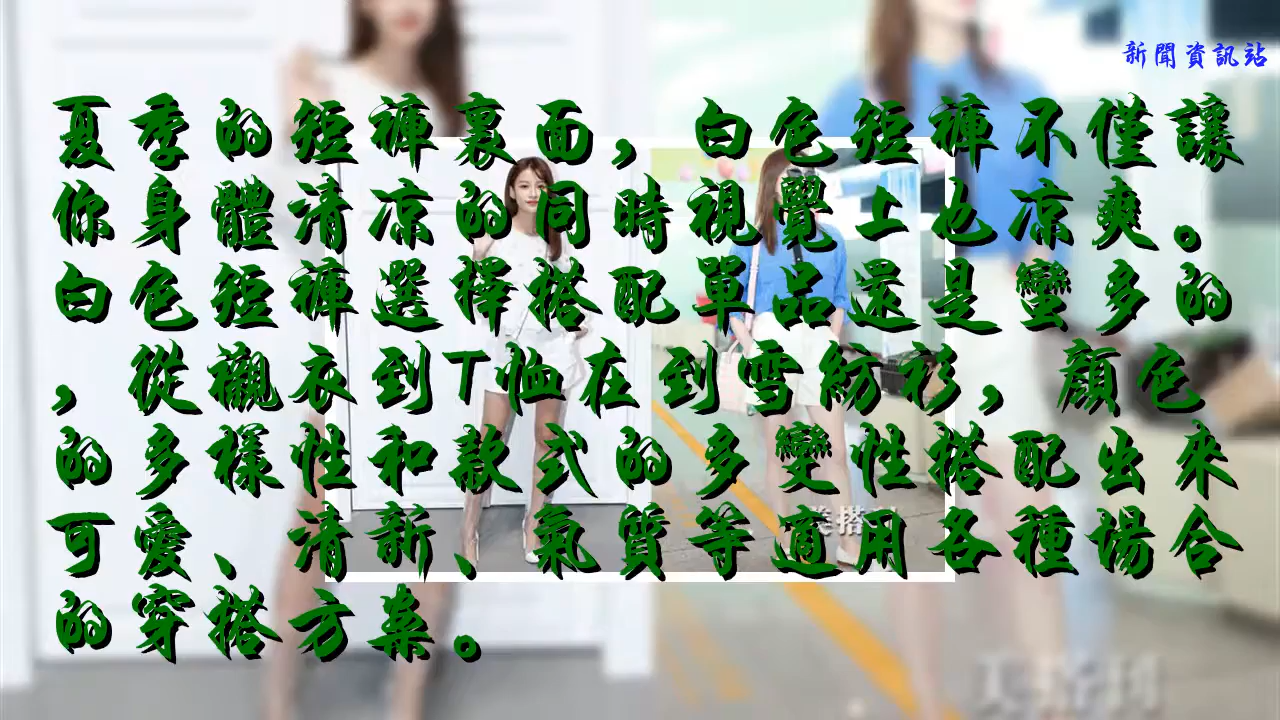 新聞資訊站
夏季的短褲裏面，白色短褲不僅讓
你身體清凉的同時視覺上也凉爽。
白色短褲選擇搭配單品還是蠻多的
，從襯衣到T恤在到雪紡衫，顏色
的多樣性和款式的多變性搭配出來
可愛、清新、氣質等適用各種場合
的穿搭方案。